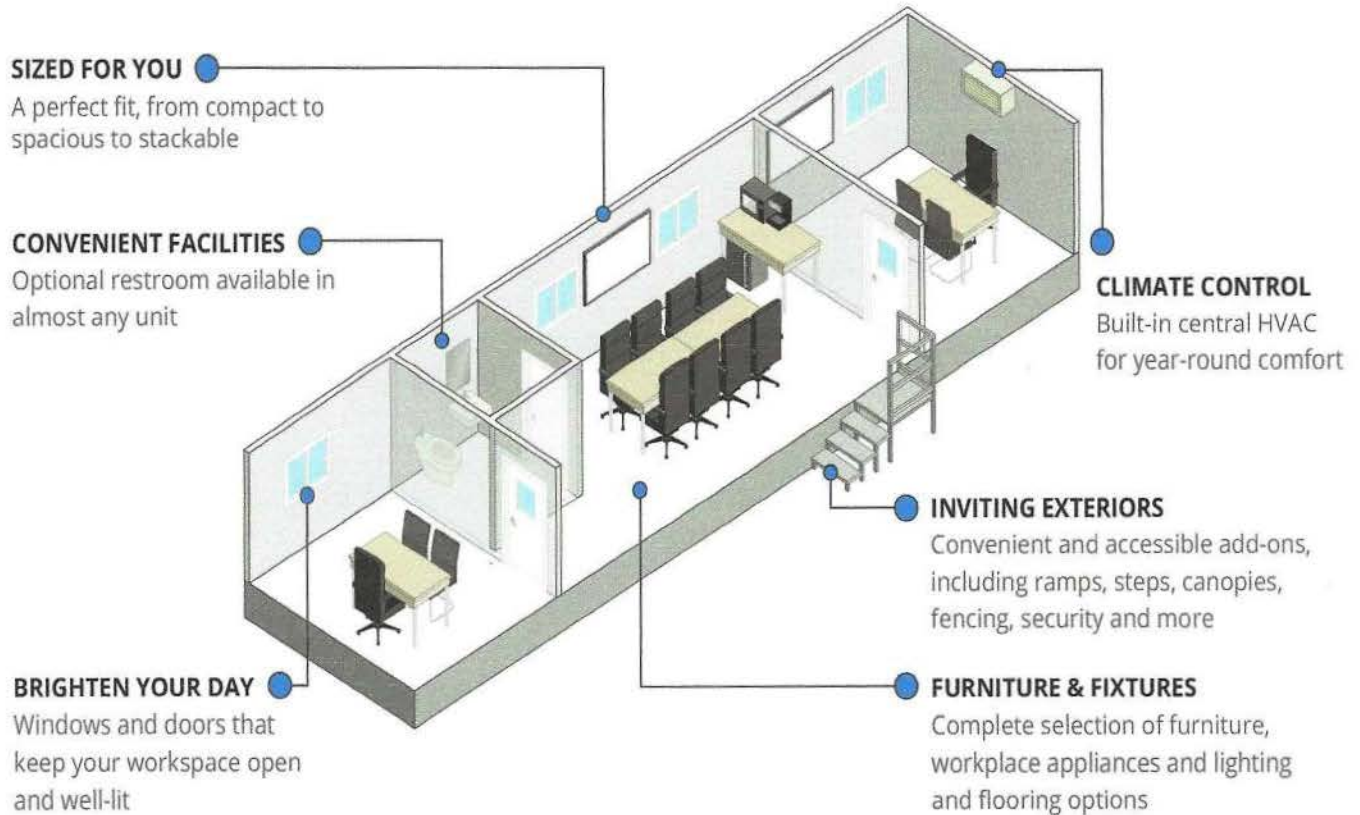 SIZED FOR YOU
A perfect fit, from compact to
spacious to stackable
CONVENIENT FACILITIES
Optional restroom available in
almost any unit
BRIGHTEN YOUR DAY
Windows and doors that
keep your workspace open
and well-lit
CLIMATE CONTROL
Built-in central HVAC
for year-round comfort
INVITING EXTERIORS
Convenient and accessible add-ons,
including ramps, steps, canopies,
fencing, security and more
FURNITURE & FIXTURES
Complete selection of furniture,
workplace appliances and lighting
and flooring options